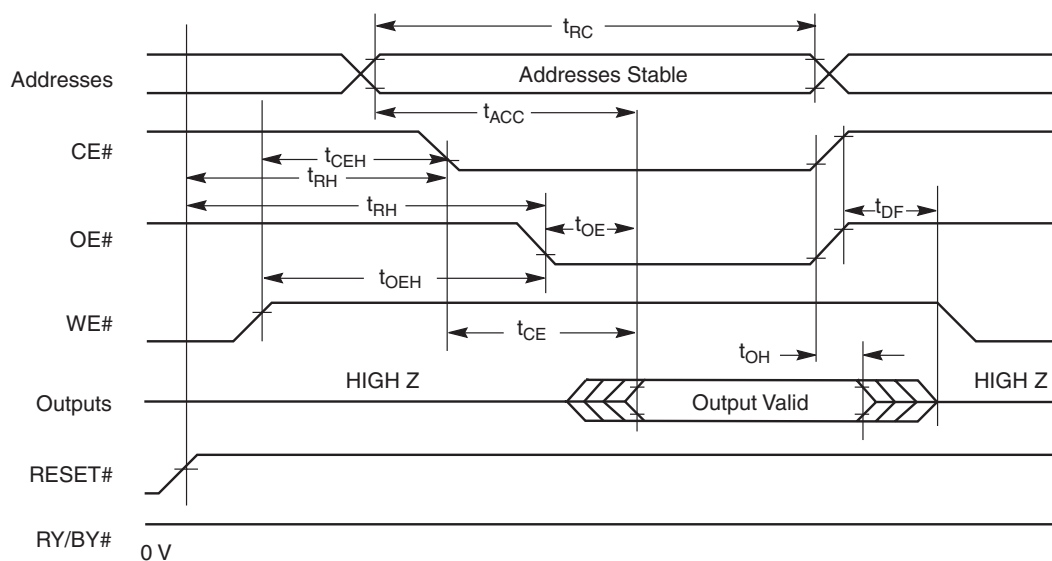 tRC
Addresses
Addresses Stable
tACC
CE#
tCEH
tRH
tRH
OE#
tOE
tDF
tOEH
WE#
tCE
tOH
HIGH Z
HIGH Z
Outputs
Output Valid
RESET#
RY/BY#
0 V